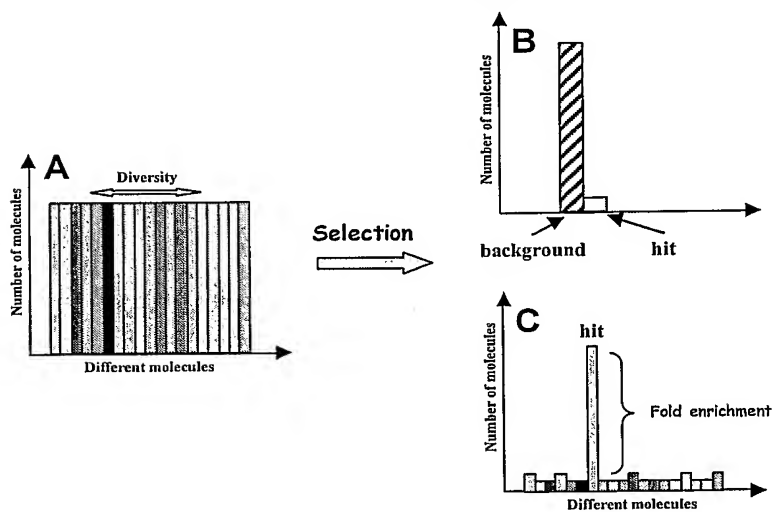 A
Diversity
Number of molecules
Different molecules
Selection
B
Number of molecules
background
hit
C
hit
Number of molecules
Fold enrichment
Different molecules